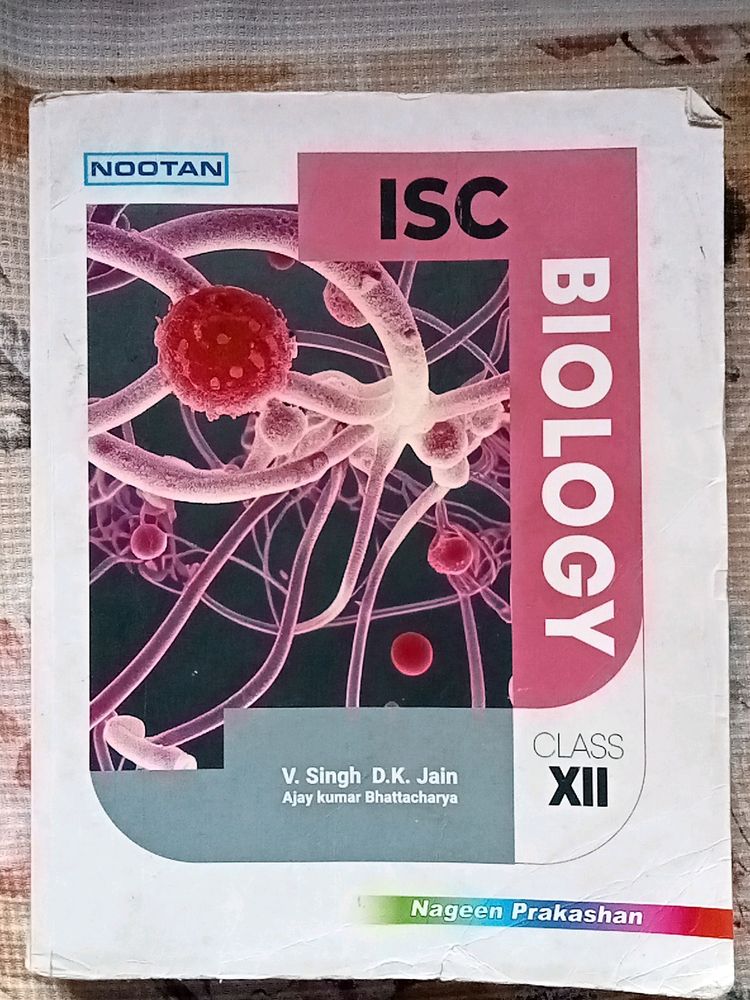 NOOTAN
ISC
BIOLOGY
CLASS
XII
V. Singh D.K. Jain
Ajay kumar Bhattacharya
Nageen Prakashan